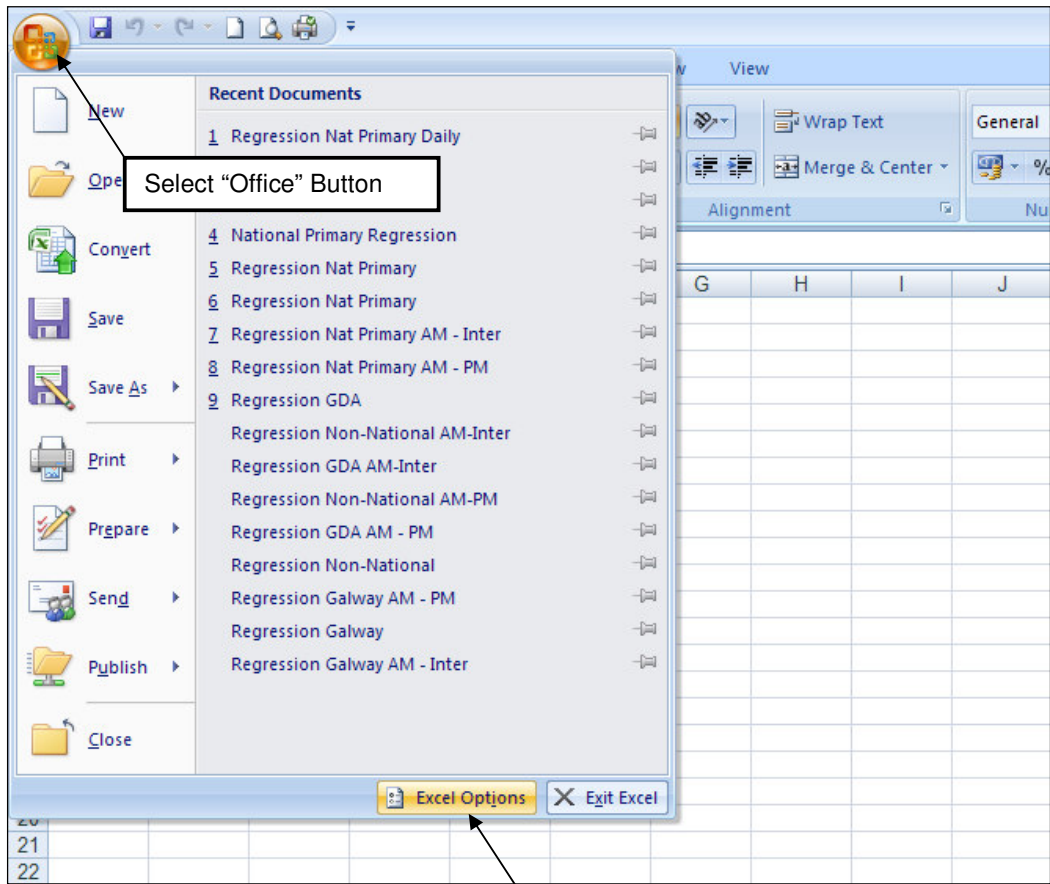 View
New
Open
Convert
Save
Save As
Print
Prepare
Send
Publish
Close
Recent Documents
1 Regression Nat Primary Daily
Select “Office” Button
4 National Primary Regression
5 Regression Nat Primary
6 Regression Nat Primary
7 Regression Nat Primary AM - Inter
8 Regression Nat Primary AM - PM
9 Regression GDA
Regression Non-National AM-Inter
Regression GDA AM-Inter
Regression Non-National AM-PM
Regression GDA AM - PM
Regression Non-National
Regression Galway AM - PM
Regression Galway
Regression Galway AM - Inter
Excel Options
Exit Excel
Wrap Text
Merge & Center
Alignment
General
%
Nu
G H I J
20
21
22